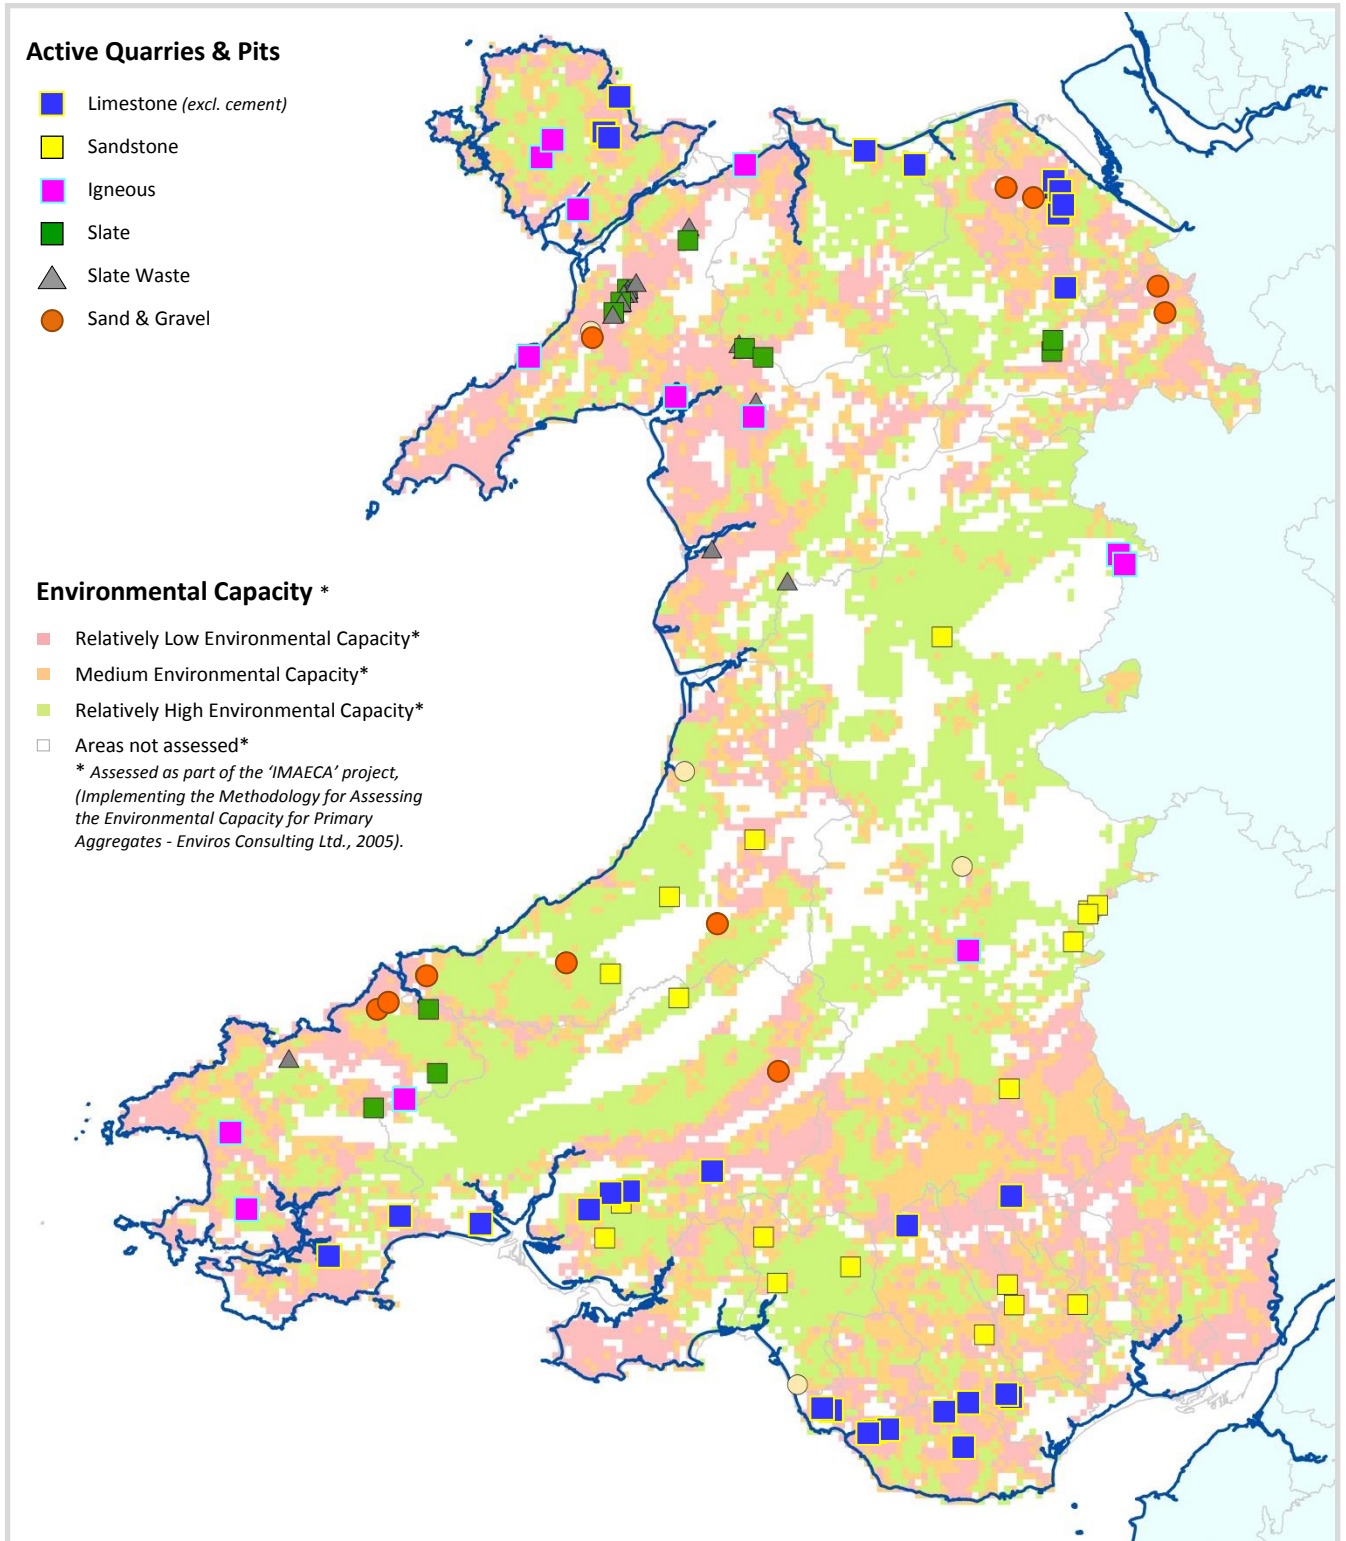 Active Quarries & Pits
Limestone (excl. cement)
Sandstone
Igneous
Slate
Slate Waste
Sand & Gravel
Environmental Capacity *
Relatively Low Environmental Capacity*
Medium Environmental Capacity*
Relatively High Environmental Capacity*
Areas not assessed*
* Assessed as part of the ‘IMAECA’ project,
(Implementing the Methodology for Assessing
the Environmental Capacity for Primary
Aggregates - Enviros Consulting Ltd., 2005).